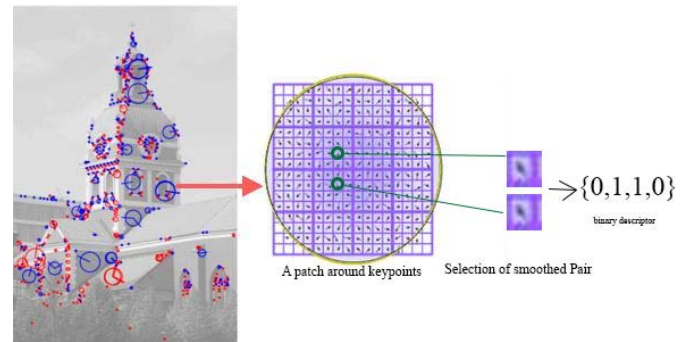 {0,1,1,0}
binary descriptor
A patch around keypoints
Selection of smoothed Pair